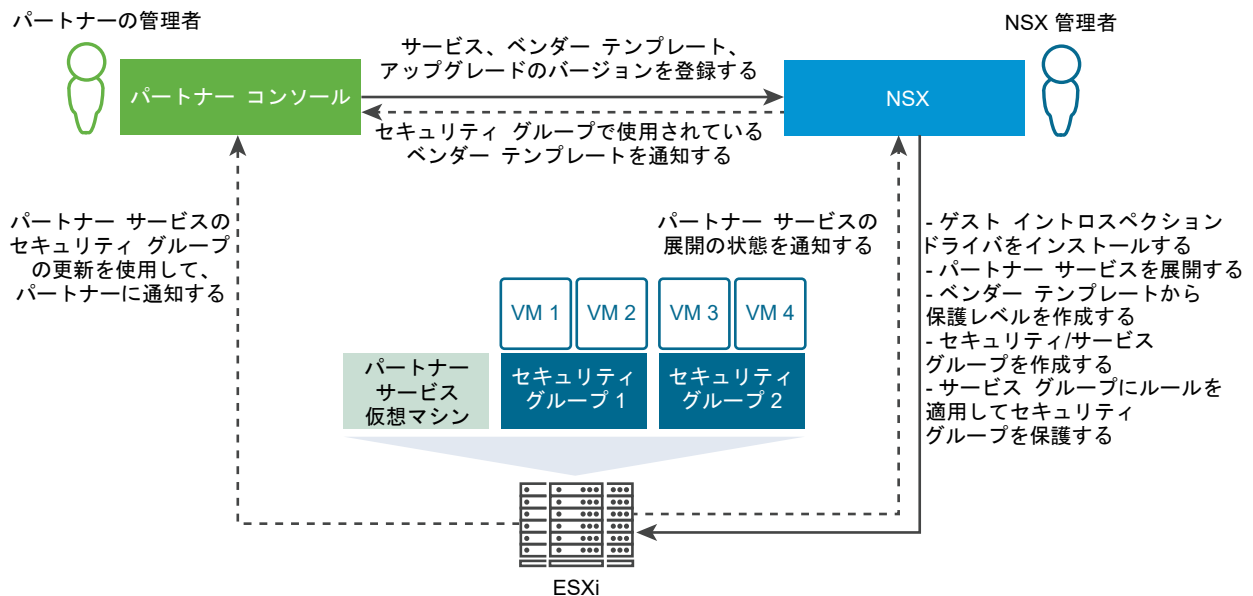 パートナーの管理者
NSX 管理者
サービス、ベンダー テンプレート、
アップグレードのバージョンを登録する
パートナー コンソール
NSX
セキュリティ グループで使用されている
ベンダー テンプレートを通知する
パートナー サービスの
セキュリティ グループ
の更新を使用して、
パートナーに通知する
パートナー サービスの
展開の状態を通知する
- ゲスト イントロスペクション
ドライバをインストールする
- パートナー サービスを展開する
- ベンダー テンプレートから
保護レベルを作成する
- セキュリティ/サービス
グループを作成する
- サービス グループにルールを
適用してセキュリティ
グループを保護する
VM 1
VM 2
VM 3
VM 4
パートナー
サービス
仮想マシン
セキュリティ
グループ 1
セキュリティ
グループ 2
ESXi